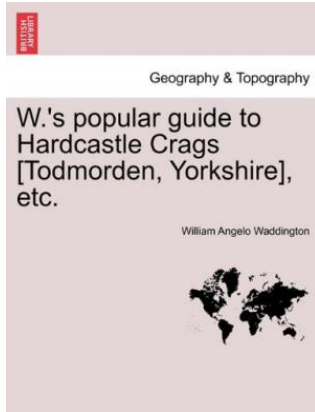 BRITISH
LIBRARY
Geography & Topography
W.'s popular guide to
Hardcastle Crags
[Todmorden, Yorkshire],
etc.
William Angelo Waddington